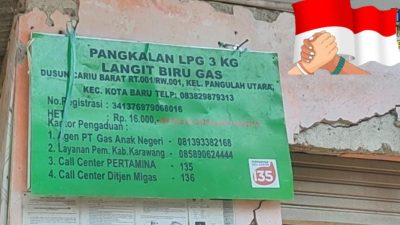 PANGKALAN LPG 3 KG
LANGIT BIRU GAS
DUSUN CARIU BARAT RT.001/RW.001, KEL. PANGULAH UTARA,
KEC. KOTA BARU TELP: 083829879313
No.Registrasi : 341376979068016
HET : Rp. 16.000,-
Kantor Pengaduan :
1. Agen PT Gas Anak Negeri - 081393382168
2. Layanan Pem. Kab.Karawang - 085890624444
3. Call Center PERTAMINA - 135
4. Call Center Ditjen Migas - 136
135